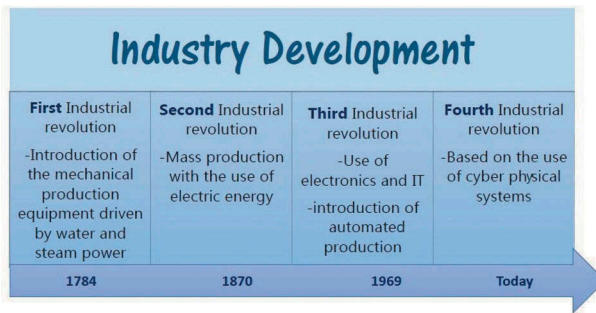 Industry Development
First Industrial
revolution
-Introduction of
the mechanical
production
equipment driven
by water and
steam power
Second Industrial
revolution
-Mass production
with the use of
electric energy
Third Industrial
revolution
-Use of
electronics and IT
-introduction of
automated
production
Fourth Industrial
revolution
-Based on the use
of cyber physical
systems
1784
1870
1969
Today